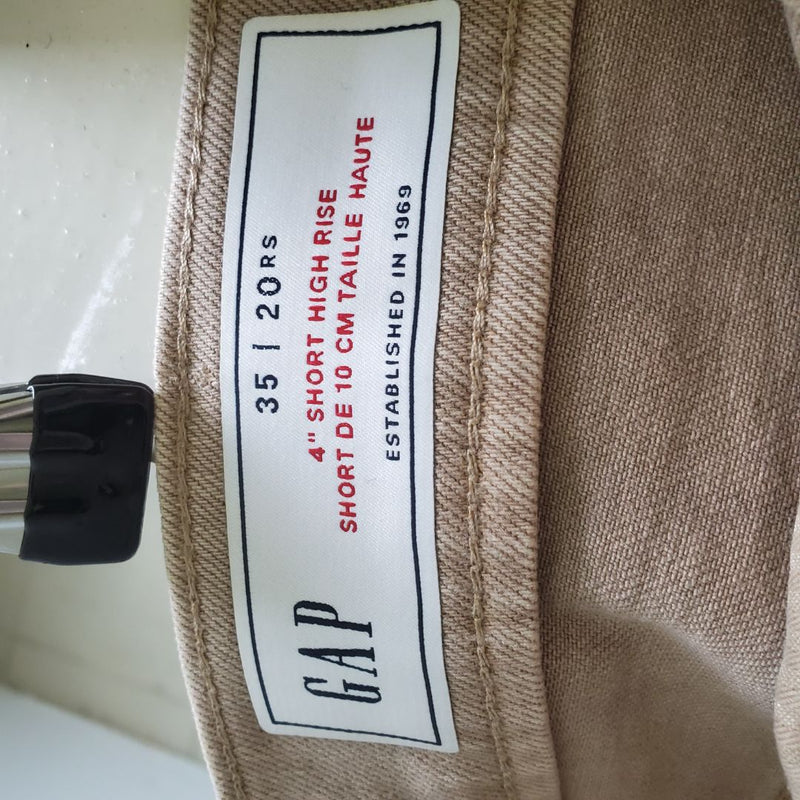 GAP
35 | 20RS
4" SHORT HIGH RISE
SHORT DE 10 CM TAILLE HAUTE
ESTABLISHED IN 1969